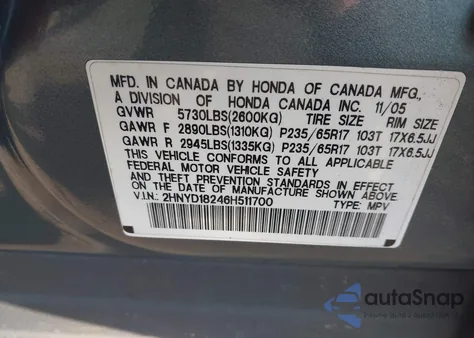 MFD. IN CANADA BY HONDA OF CANADA MFG.,
A DIVISION OF HONDA CANADA INC. 11/05
GVWR 5730LBS(2600KG) TIRE SIZE RIM SIZE
GAWR F 2890LBS(1310KG) P235/65R17 103T 17X6.5JJ
GAWR R 2945LBS(1335KG) P235/65R17 103T 17X6.5JJ
THIS VEHICLE CONFORMS TO ALL APPLICABLE
FEDERAL MOTOR VEHICLE SAFETY STANDARDS IN EFFECT
ON THE DATE OF MANUFACTURE SHOWN ABOVE.
V.I.N.: 2HNYD18246H511700 TYPE: MPV
autoSnap